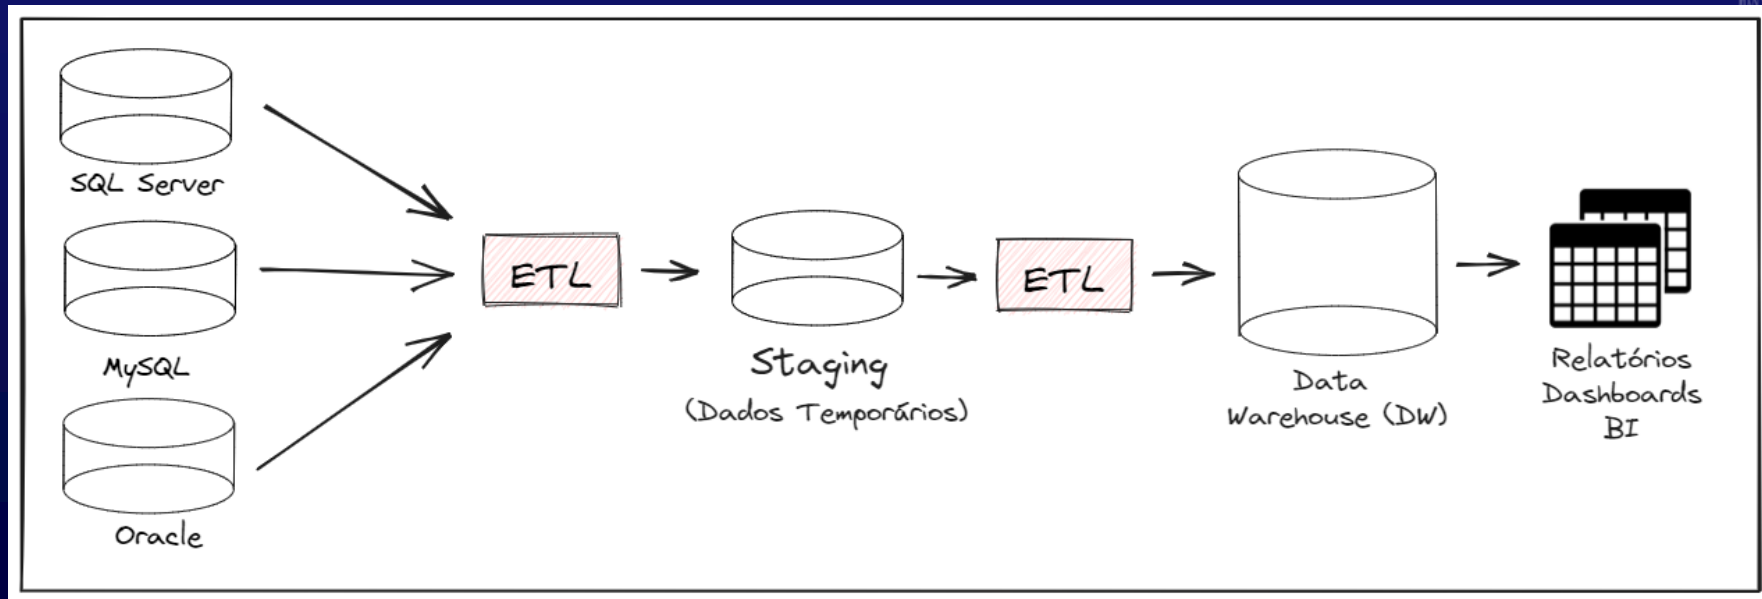 SQL Server
MySQL
Oracle
ETL
Staging
(Dados Temporários)
ETL
Data
Warehouse (DW)
Relatórios
Dashboards
BI